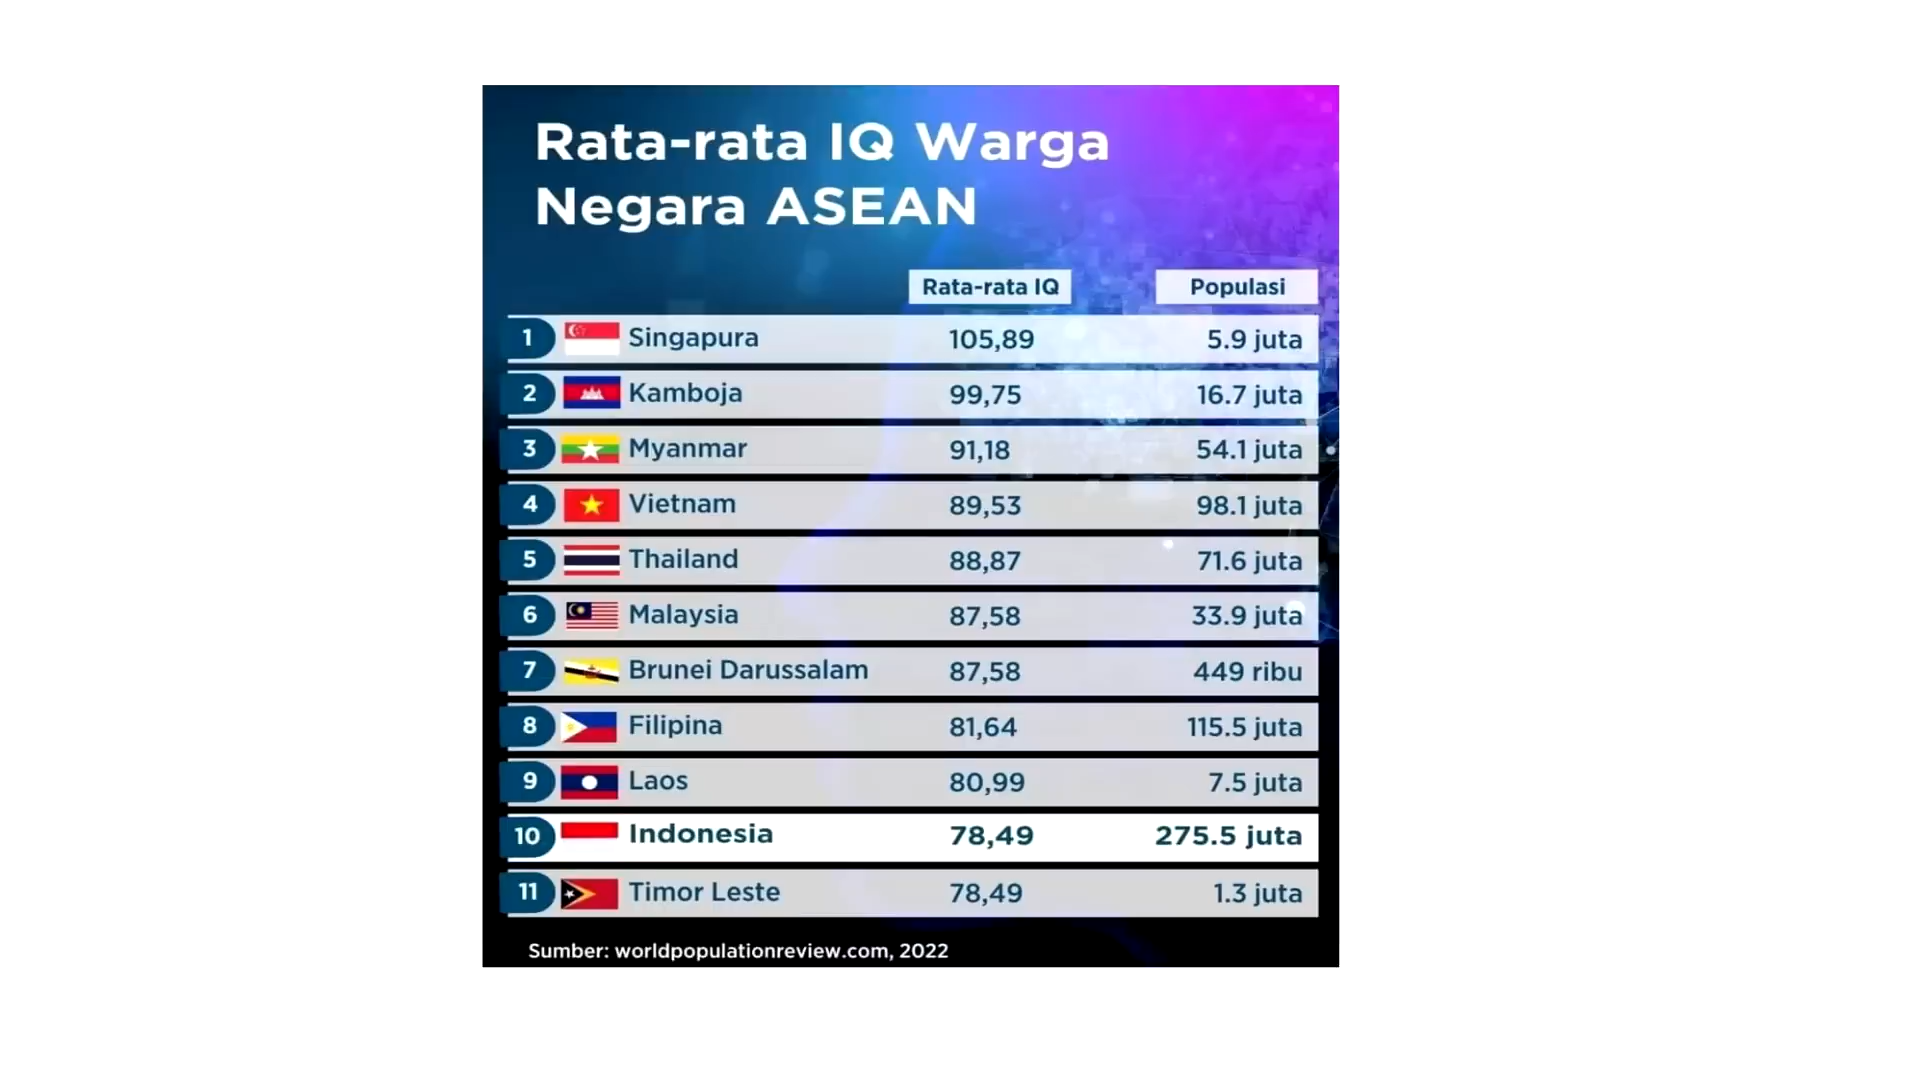 Rata-rata IQ Warga
Negara ASEAN
Rata-rata IQ Populasi
1 Singapura 105,89 5.9 juta
2 Kamboja 99,75 16.7 juta
3 Myanmar 91,18 54.1 juta
4 Vietnam 89,53 98.1 juta
5 Thailand 88,87 71.6 juta
6 Malaysia 87,58 33.9 juta
7 Brunei Darussalam 87,58 449 ribu
8 Filipina 81,64 115.5 juta
9 Laos 80,99 7.5 juta
10 Indonesia 78,49 275.5 juta
11 Timor Leste 78,49 1.3 juta
Sumber: worldpopulationreview.com, 2022